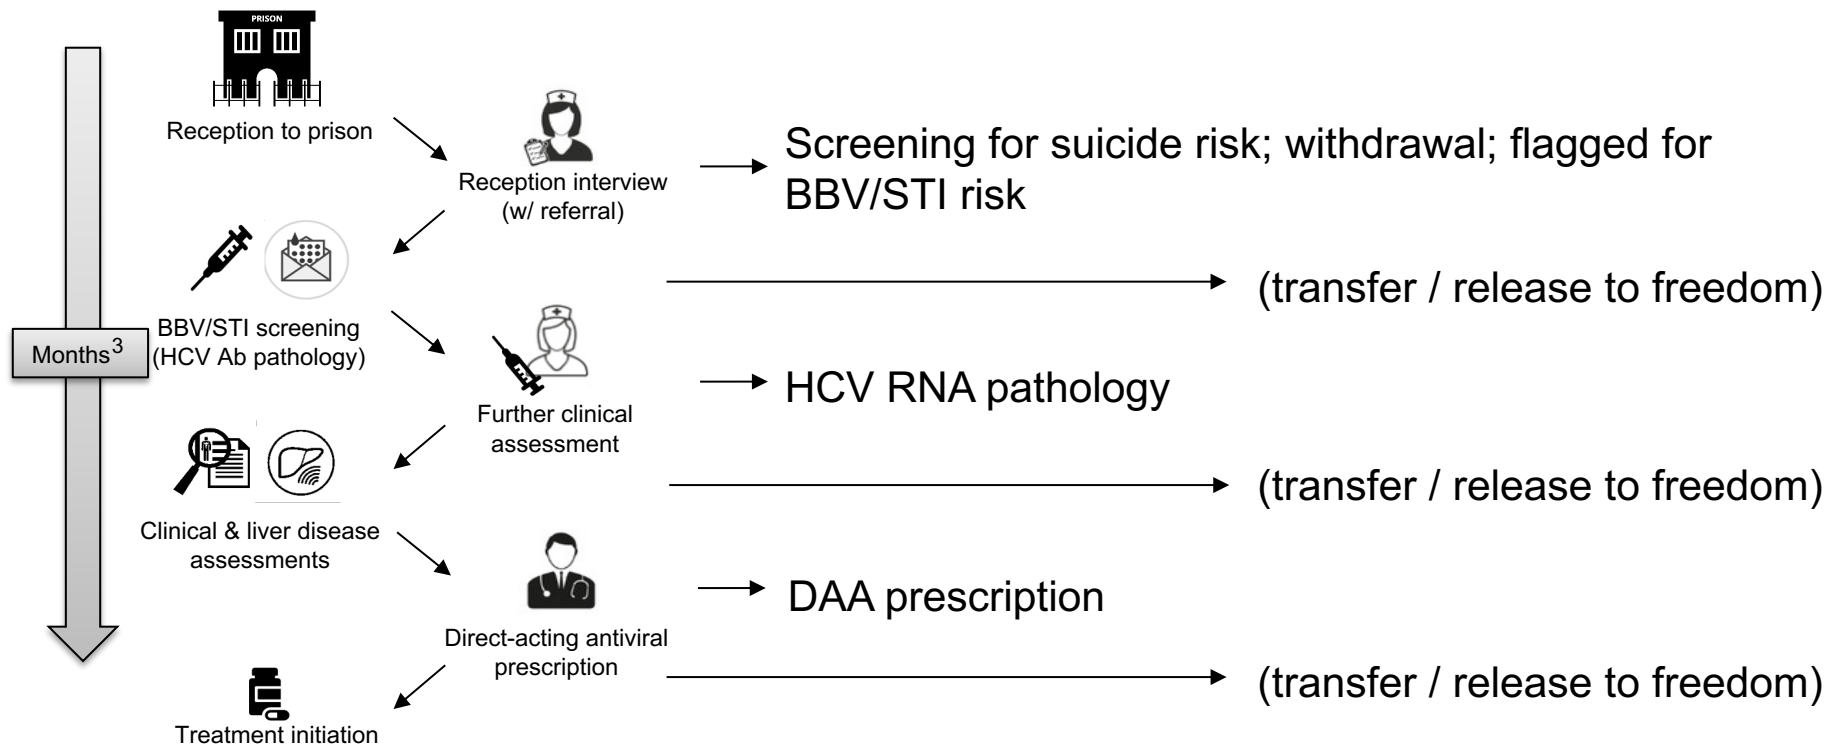 PRISON
Reception to prison
Reception interview
(w/ referral)
Screening for suicide risk; withdrawal; flagged for
BBV/STI risk
(transfer / release to freedom)
BBV/STI screening
(HCV Ab pathology)
Months³
Further clinical
assessment
HCV RNA pathology
(transfer / release to freedom)
Clinical & liver disease
assessments
DAA prescription
Direct-acting antiviral
prescription
(transfer / release to freedom)
Treatment initiation